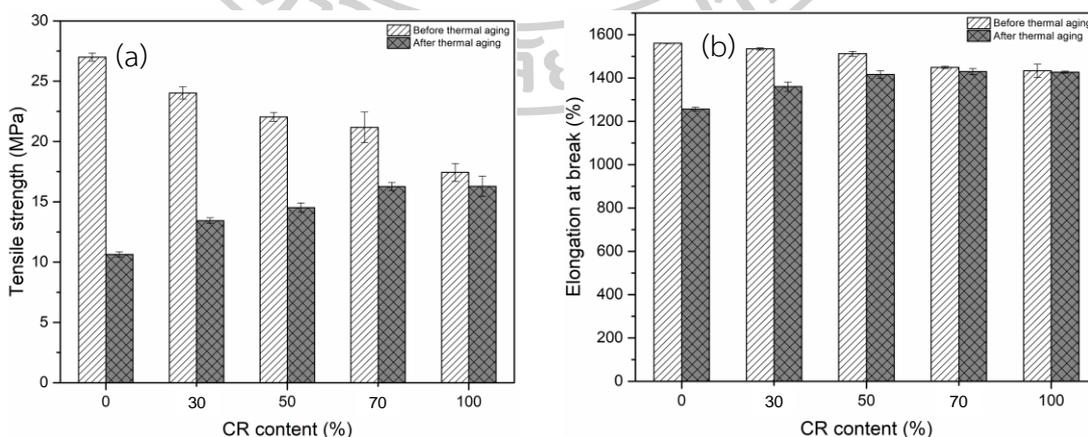 (a)
Before thermal aging
After thermal aging
Tensile strength (MPa)
30
25
20
15
10
5
0
0 30 50 70 100
CR content (%)
(b)
Before thermal aging
After thermal aging
Elongation at break (%)
1600
1400
1200
1000
800
600
400
200
0
0 30 50 70 100
CR content (%)